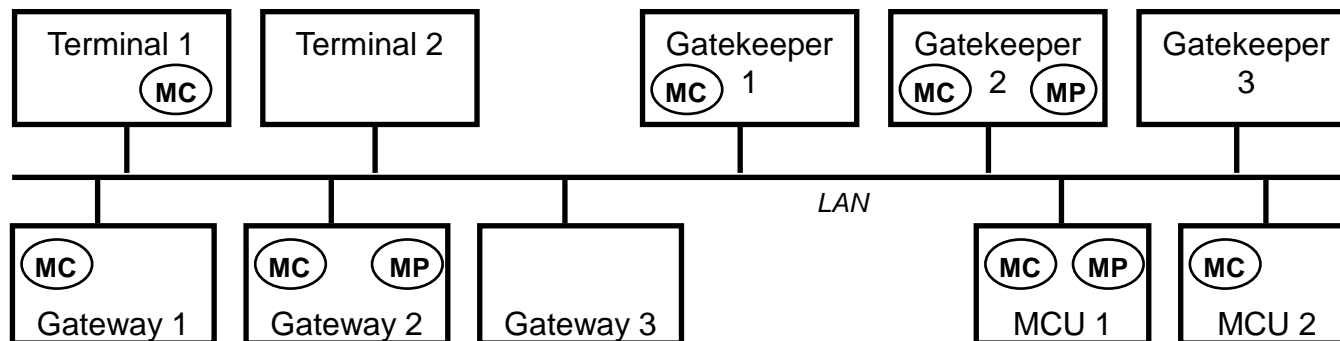 Terminal 1
MC
Terminal 2
Gatekeeper
1
MC
Gatekeeper
2
MC
MP
Gatekeeper
3
LAN
MC
Gateway 1
MC
MP
Gateway 2
Gateway 3
MC
MP
MCU 1
MC
MCU 2